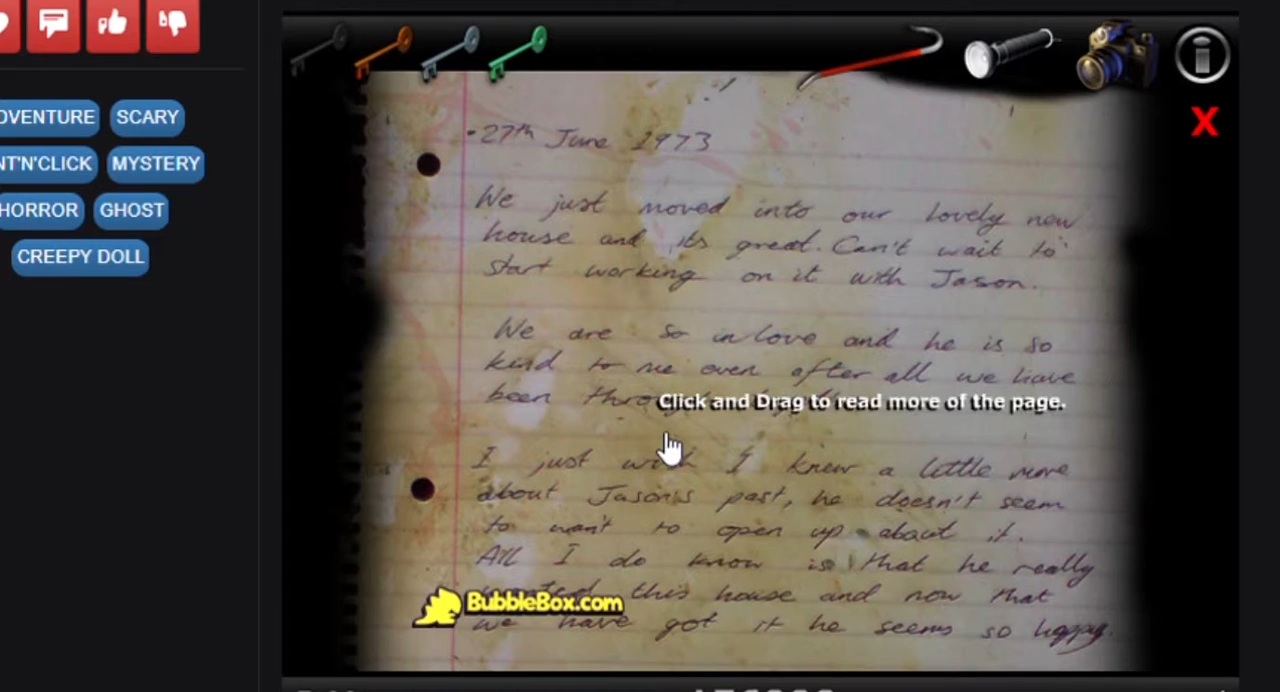 DVENTURE
SCARY
NT'N'CLICK
MYSTERY
HORROR
GHOST
CREEPY DOLL
X
27th June 1973
We just moved into our lovely new
house and its great. Can't wait to
start working on it with Jason.
We are so in love and he is so
kind to me even after all we have
been
Click and Drag to read more of the page.
I just wish I knew a little more
about Jason's past, he doesn't seem
to want to open up about it.
All I do know is that he really
this house and now that
BubbleBox.com
we have got it he seems so happy.